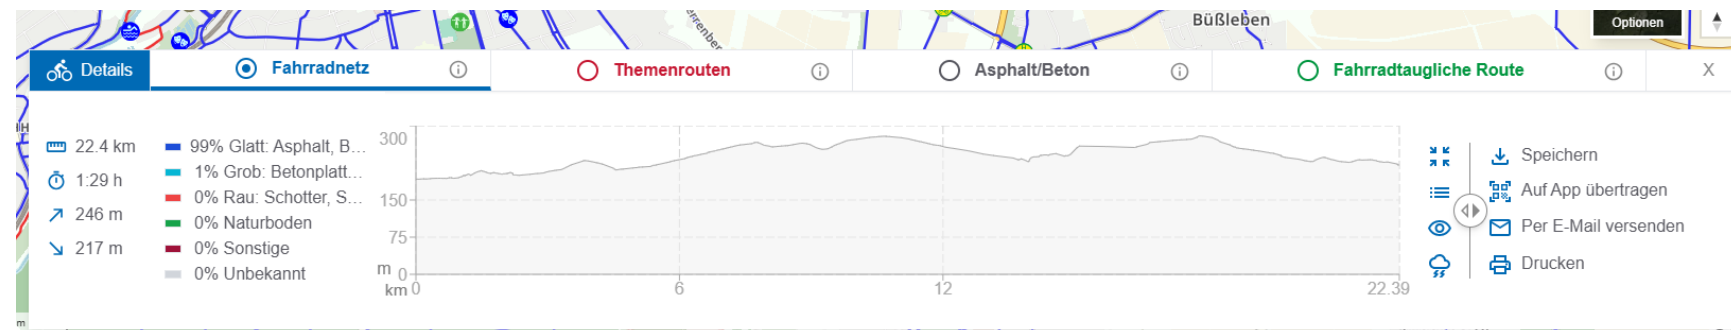 errenber
Büßleben
Optionen
Details
Fahrradnetz
Themenrouten
Asphalt/Beton
Fahrradtaugliche Route
X
22.4 km
1:29 h
246 m
217 m
99% Glatt: Asphalt, B...
1% Grob: Betonplatt...
0% Rau: Schotter, S...
0% Naturboden
0% Sonstige
0% Unbekannt
300
150
75
m 0
km 0 6 12 22.39
Speichern
Auf App übertragen
Per E-Mail versenden
Drucken
m